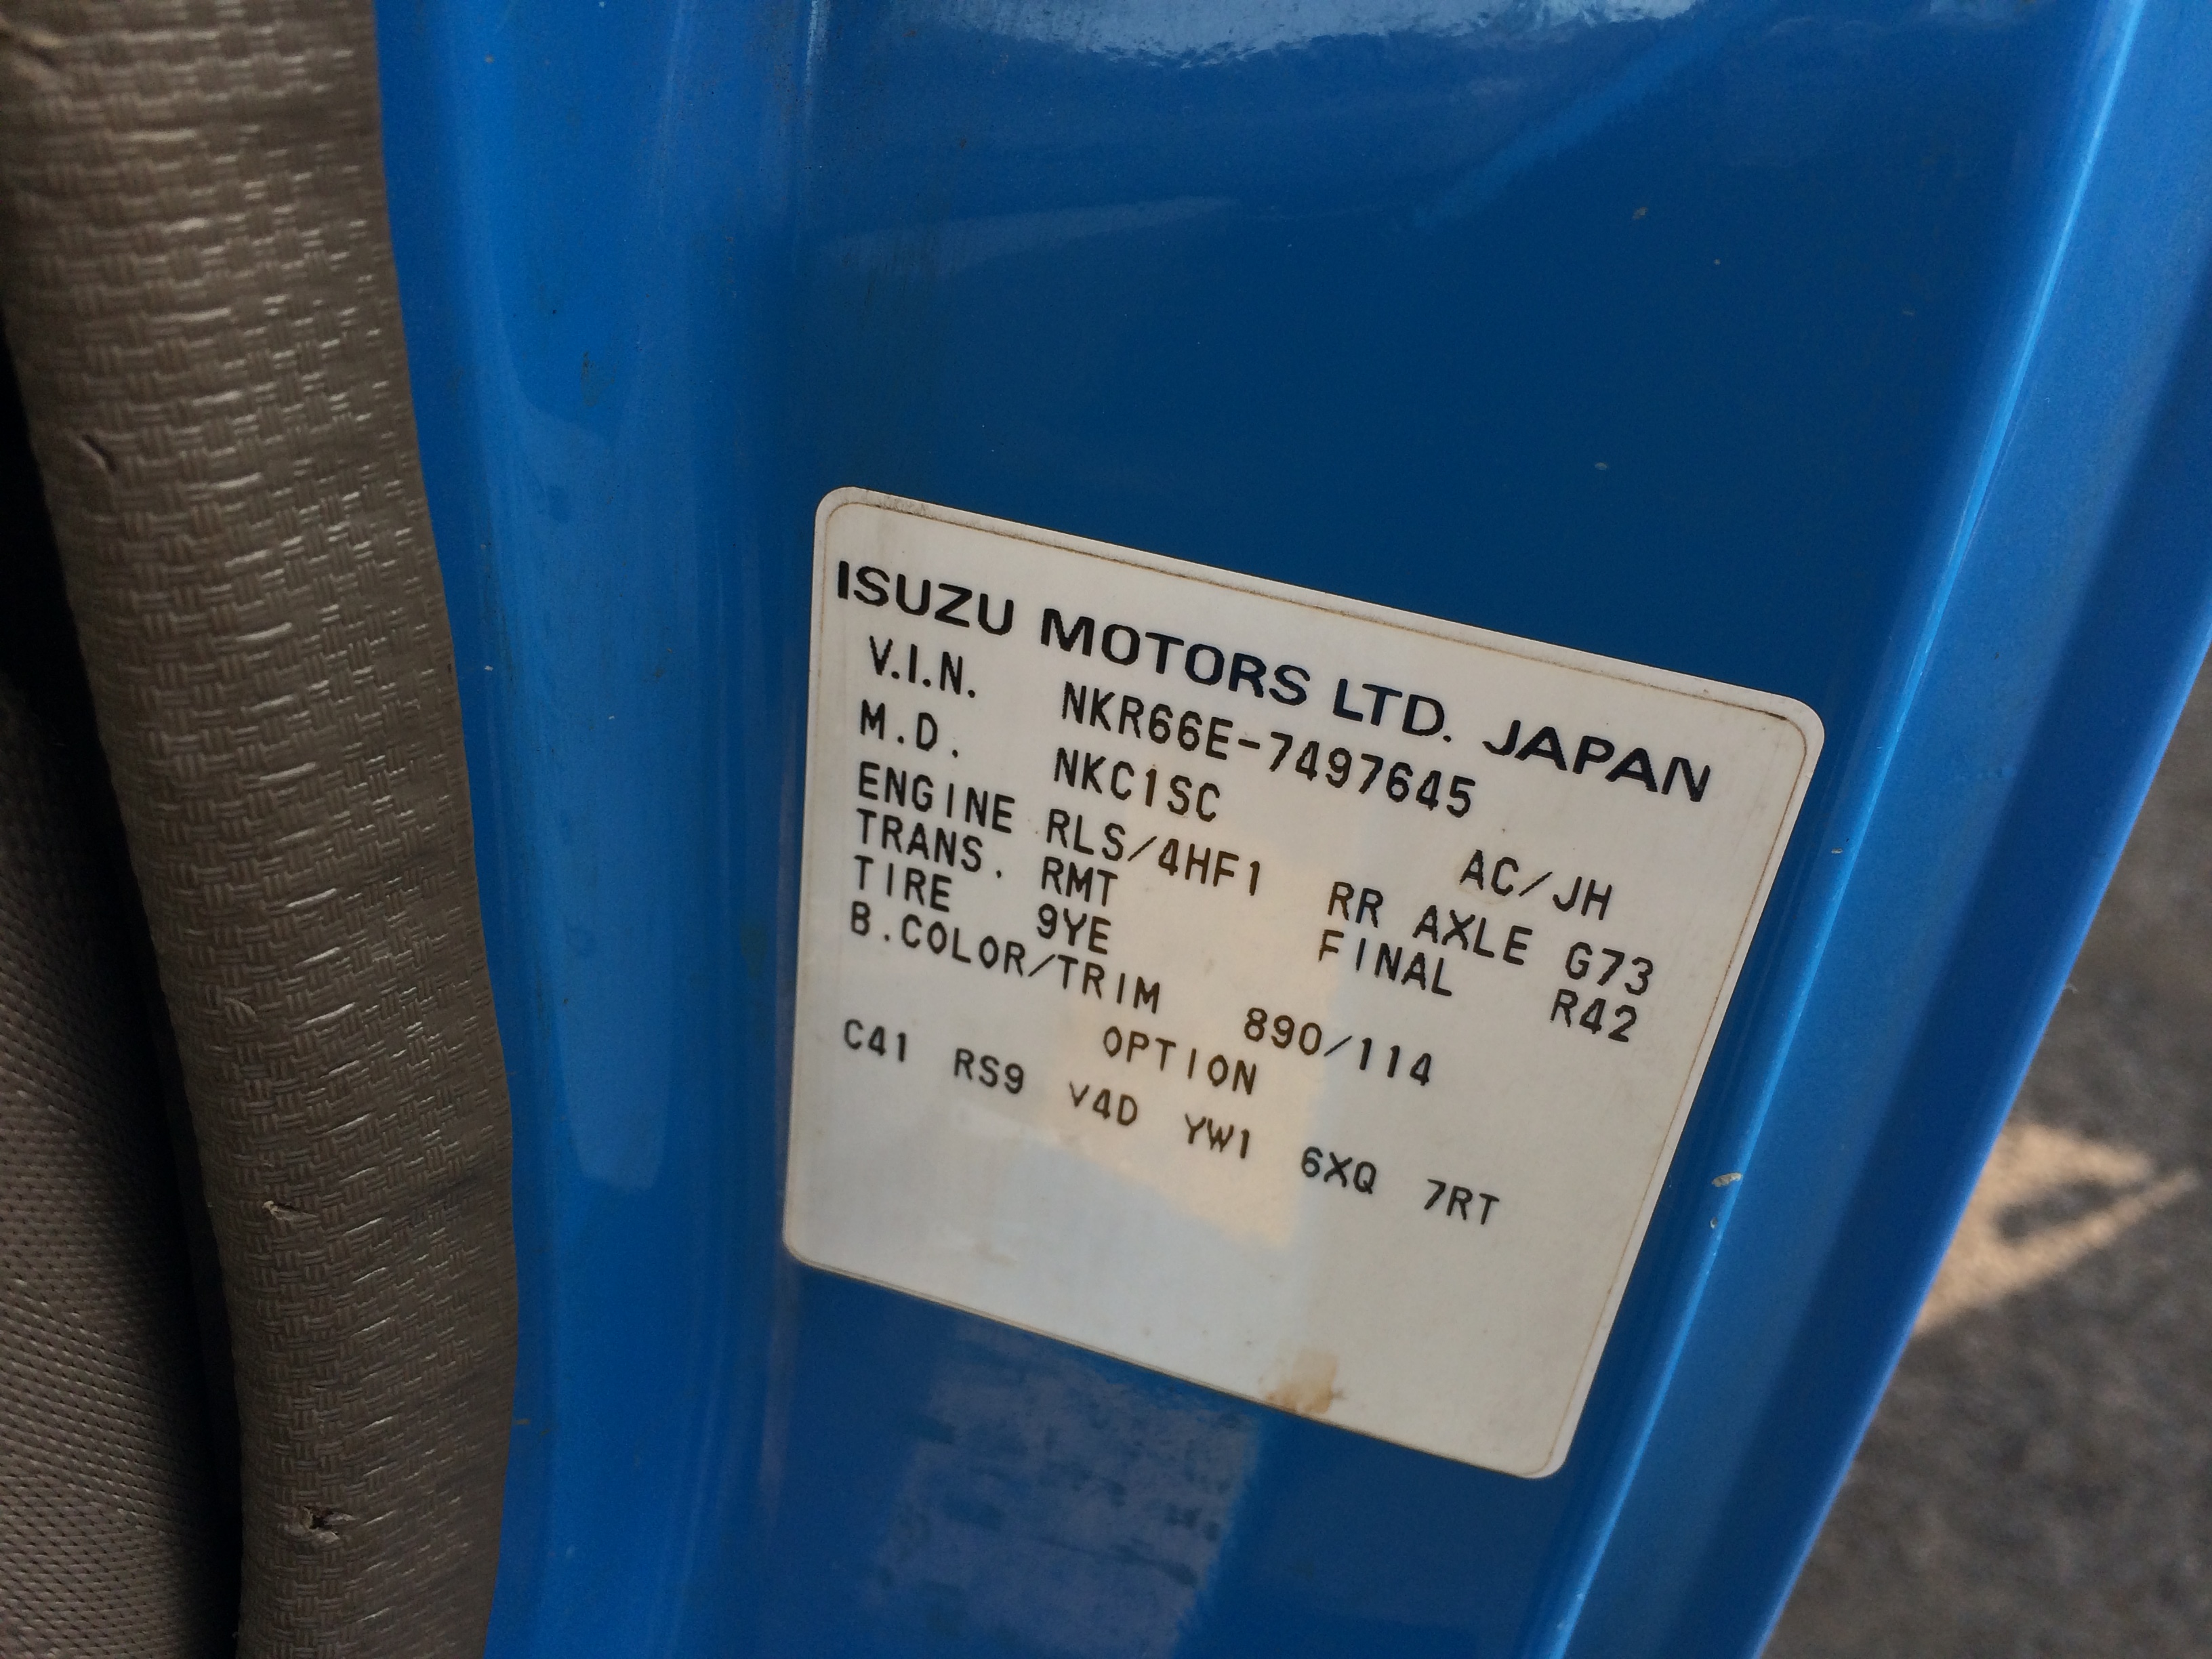 ISUZU MOTORS LTD. JAPAN
V.I.N. NKR66E-7497645
M.D. NKC1SC AC/JH
ENGINE RLS/4HF1 RR AXLE G73
TRANS. RMT FINAL R42
TIRE 9YE
B.COLOR/TRIM 890/114
OPTION
C41 RS9 V4D YW1 6XQ 7RT